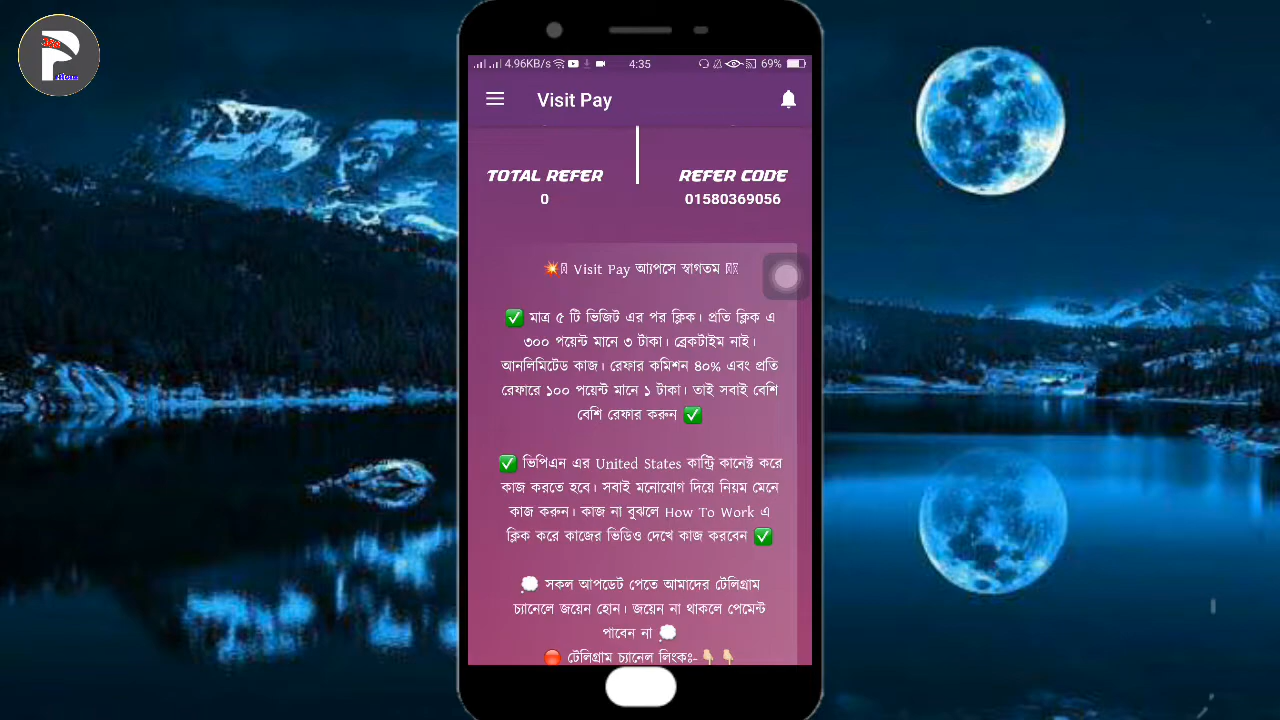 4.96KB/s 4:35 69%
Visit Pay
TOTAL REFER REFER CODE
0 01580369056
💥 Visit Pay অ্যাপসে স্বাগতম
✅ মাত্র ৫ টি ভিজিট এর পর ক্লিক। প্রতি ক্লিক এ
৩০০ পয়েন্ট মানে ৩ টাকা। ব্রেকটাইম নাই।
আনলিমিটেড কাজ। রেফার কমিশন ৪০% এবং প্রতি
রেফারে ১০০ পয়েন্ট মানে ১ টাকা। তাই সবাই বেশি
বেশি রেফার করুন ✅
✅ ভিপিএন এর United States কান্ট্রি কানেক্ট করে
কাজ করতে হবে। সবাই মনোযোগ দিয়ে নিয়ম মেনে
কাজ করুন। কাজ না বুঝলে How To Work এ
ক্লিক করে কাজের ভিডিও দেখে কাজ করবেন ✅
💭 সকল আপডেট পেতে আমাদের টেলিগ্রাম
চ্যানেলে জয়েন হোন। জয়েন না থাকলে পেমেন্ট
পাবেন না 💭
🔴 টেলিগ্রাম চ্যানেল লিংকঃ- 👇🏼👇🏼